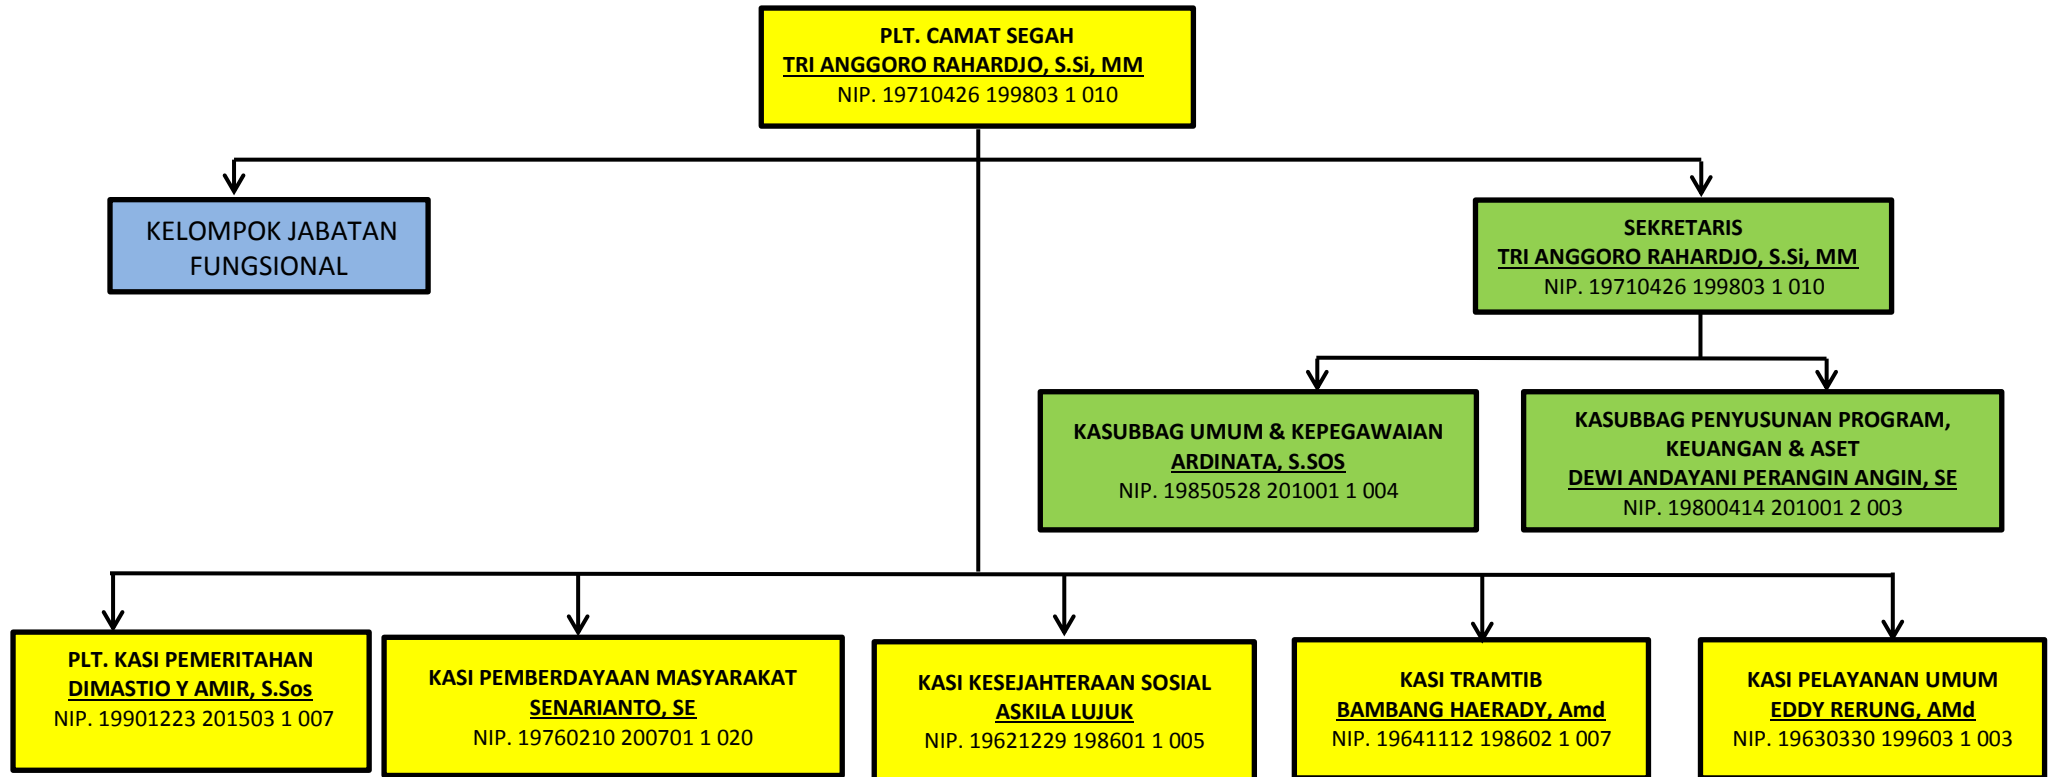 PLT. CAMAT SEGAH
TRI ANGGORO RAHARDJO, S.Si, MM
NIP. 19710426 199803 1 010
KELOMPOK JABATAN
FUNGSIONAL
SEKRETARIS
TRI ANGGORO RAHARDJO, S.Si, MM
NIP. 19710426 199803 1 010
KASUBBAG UMUM & KEPEGAWAIAN
ARDINATA, S.SOS
NIP. 19850528 201001 1 004
KASUBBAG PENYUSUNAN PROGRAM,
KEUANGAN & ASET
DEWI ANDAYANI PERANGIN ANGIN, SE
NIP. 19800414 201001 2 003
PLT. KASI PEMERITAHAN
DIMASTIO Y AMIR, S.Sos
NIP. 19901223 201503 1 007
KASI PEMBERDAYAAN MASYARAKAT
SENARIANTO, SE
NIP. 19760210 200701 1 020
KASI KESEJAHTERAAN SOSIAL
ASKILA LUJUK
NIP. 19621229 198601 1 005
KASI TRAMTIB
BAMBANG HAERADY, Amd
NIP. 19641112 198602 1 007
KASI PELAYANAN UMUM
EDDY RERUNG, AMd
NIP. 19630330 199603 1 003